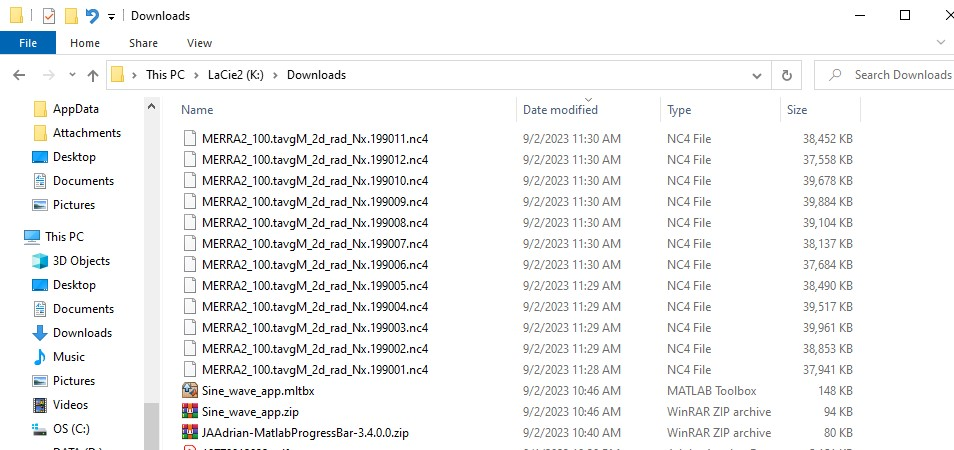 Downloads
File Home Share View
This PC LaCie2 (K:) Downloads Search Downloads
Name Date modified Type Size
AppData
Attachments
Desktop
Documents
Pictures
This PC
3D Objects
Desktop
Documents
Downloads
Music
Pictures
Videos
OS (C:)
MERRA2_100.tavgM_2d_rad_Nx.199011.nc4 9/2/2023 11:30 AM NC4 File 38,452 KB
MERRA2_100.tavgM_2d_rad_Nx.199012.nc4 9/2/2023 11:30 AM NC4 File 37,558 KB
MERRA2_100.tavgM_2d_rad_Nx.199010.nc4 9/2/2023 11:30 AM NC4 File 39,678 KB
MERRA2_100.tavgM_2d_rad_Nx.199009.nc4 9/2/2023 11:30 AM NC4 File 39,884 KB
MERRA2_100.tavgM_2d_rad_Nx.199008.nc4 9/2/2023 11:30 AM NC4 File 39,104 KB
MERRA2_100.tavgM_2d_rad_Nx.199007.nc4 9/2/2023 11:30 AM NC4 File 38,137 KB
MERRA2_100.tavgM_2d_rad_Nx.199006.nc4 9/2/2023 11:30 AM NC4 File 37,684 KB
MERRA2_100.tavgM_2d_rad_Nx.199005.nc4 9/2/2023 11:29 AM NC4 File 38,490 KB
MERRA2_100.tavgM_2d_rad_Nx.199004.nc4 9/2/2023 11:29 AM NC4 File 39,517 KB
MERRA2_100.tavgM_2d_rad_Nx.199003.nc4 9/2/2023 11:29 AM NC4 File 39,961 KB
MERRA2_100.tavgM_2d_rad_Nx.199002.nc4 9/2/2023 11:29 AM NC4 File 38,853 KB
MERRA2_100.tavgM_2d_rad_Nx.199001.nc4 9/2/2023 11:28 AM NC4 File 37,941 KB
Sine_wave_app.mltbx 9/2/2023 10:46 AM MATLAB Toolbox 148 KB
Sine_wave_app.zip 9/2/2023 10:46 AM WinRAR ZIP archive 94 KB
JAAdrian-MatlabProgressBar-3.4.0.0.zip 9/2/2023 10:40 AM WinRAR ZIP archive 80 KB